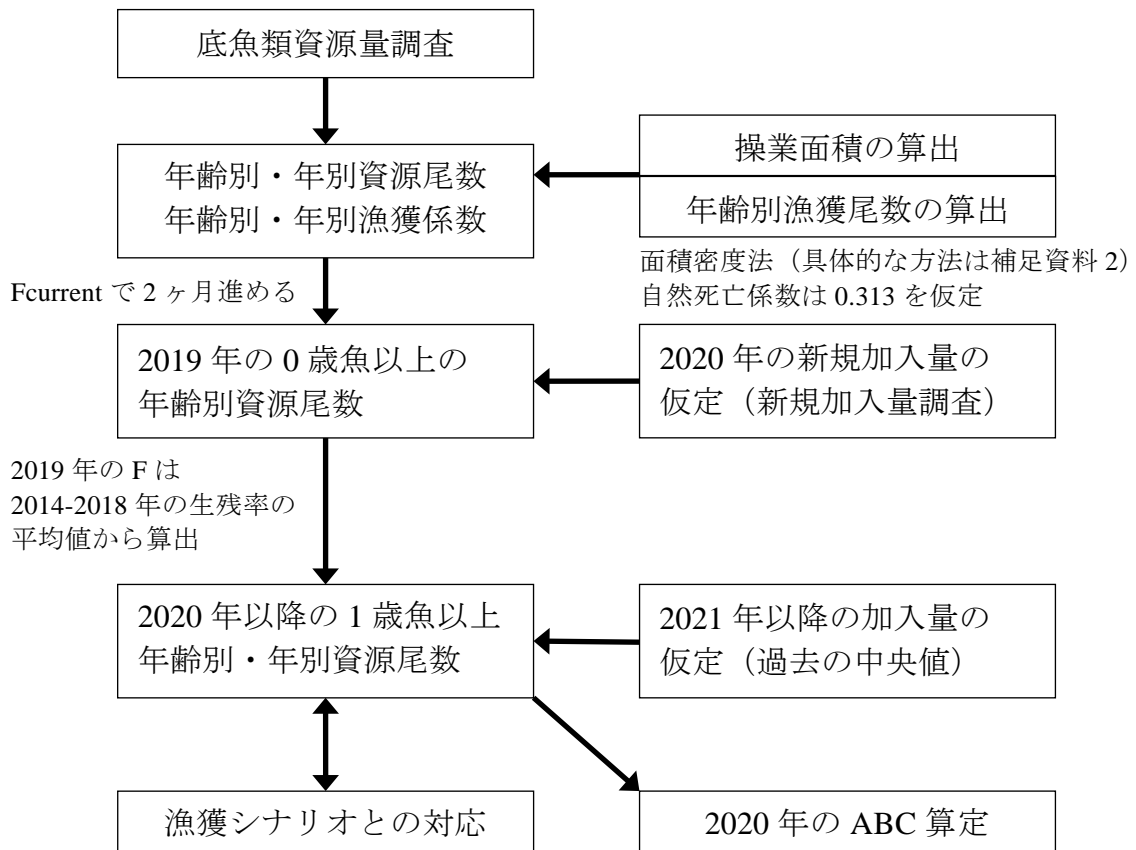 底魚類資源量調査
年齢別・年別資源尾数
年齢別・年別漁獲係数
操業面積の算出
年齢別漁獲尾数の算出
面積密度法（具体的な方法は補足資料 2）
自然死亡係数は 0.313 を仮定
Fcurrent で 2 ヶ月進める
2019 年の 0 歳魚以上の
年齢別資源尾数
2020 年の新規加入量の
仮定（新規加入量調査）
2019 年の F は
2014-2018 年の生残率の
平均値から算出
2020 年以降の 1 歳魚以上
年齢別・年別資源尾数
2021 年以降の加入量の
仮定（過去の中央値）
漁獲シナリオとの対応
2020 年の ABC 算定